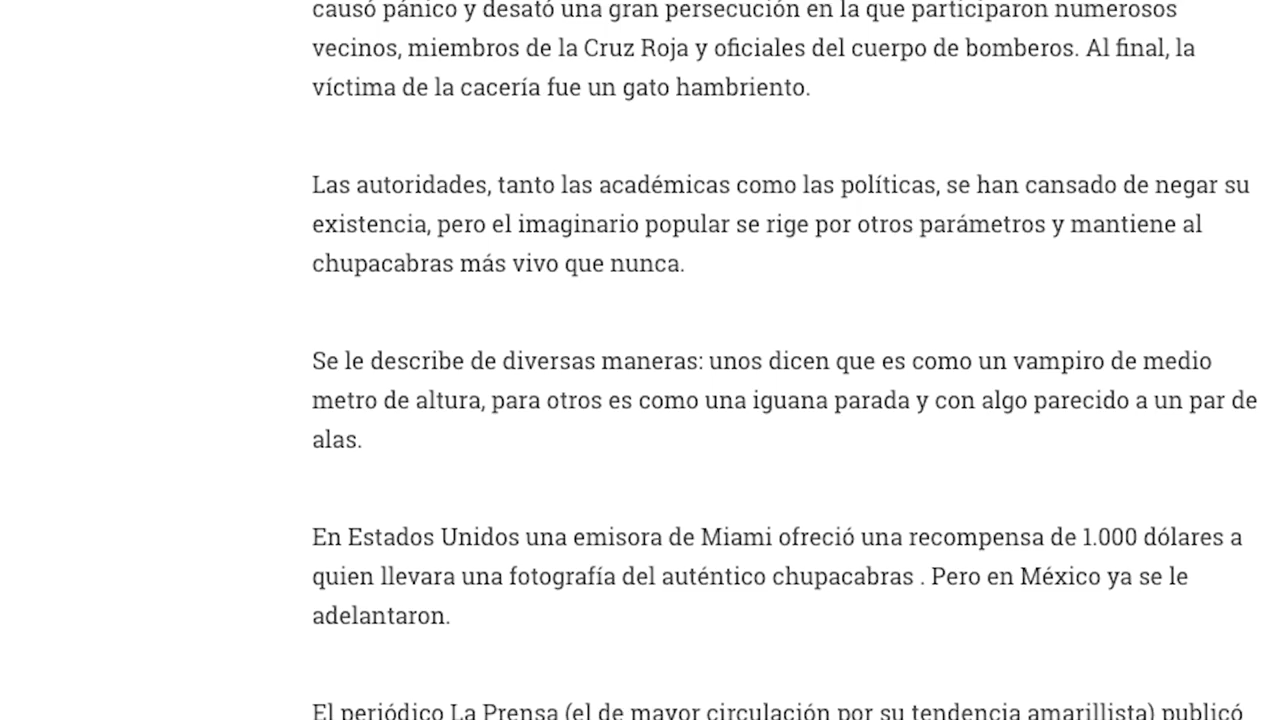 causó pánico y desató una gran persecución en la que participaron numerosos
vecinos, miembros de la Cruz Roja y oficiales del cuerpo de bomberos. Al final, la
víctima de la cacería fue un gato hambriento.
Las autoridades, tanto las académicas como las políticas, se han cansado de negar su
existencia, pero el imaginario popular se rige por otros parámetros y mantiene al
chupacabras más vivo que nunca.
Se le describe de diversas maneras: unos dicen que es como un vampiro de medio
metro de altura, para otros es como una iguana parada y con algo parecido a un par de
alas.
En Estados Unidos una emisora de Miami ofreció una recompensa de 1.000 dólares a
quien llevara una fotografía del auténtico chupacabras . Pero en México ya se le
adelantaron.
El periódico La Prensa (el de mayor circulación por su tendencia amarillista) publicó